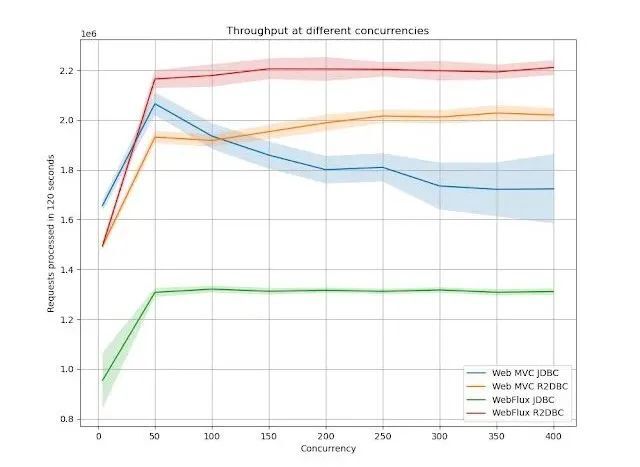 Throughput at different concurrencies
1e6
Requests processed in 120 seconds
2.2
2.0
1.8
1.6
1.4
1.2
1.0
0.8
0 50 100 150 200 250 300 350 400
Concurrency
Web MVC JDBC
Web MVC R2DBC
WebFlux JDBC
WebFlux R2DBC